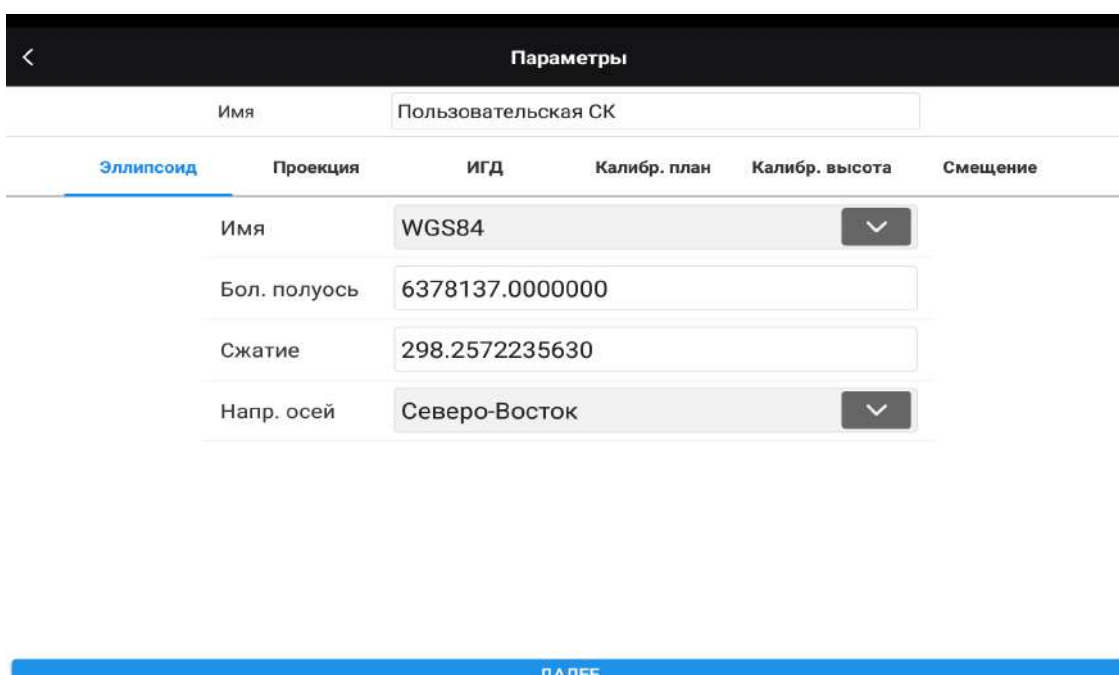 Параметры
Имя Пользовательская СК
Эллипсоид Проекция ИГД Калибр. план Калибр. высота Смещение
Имя WGS84
Бол. полуось 6378137.0000000
Сжатие 298.2572235630
Напр. осей Северо-Восток
ДАЛЕЕ